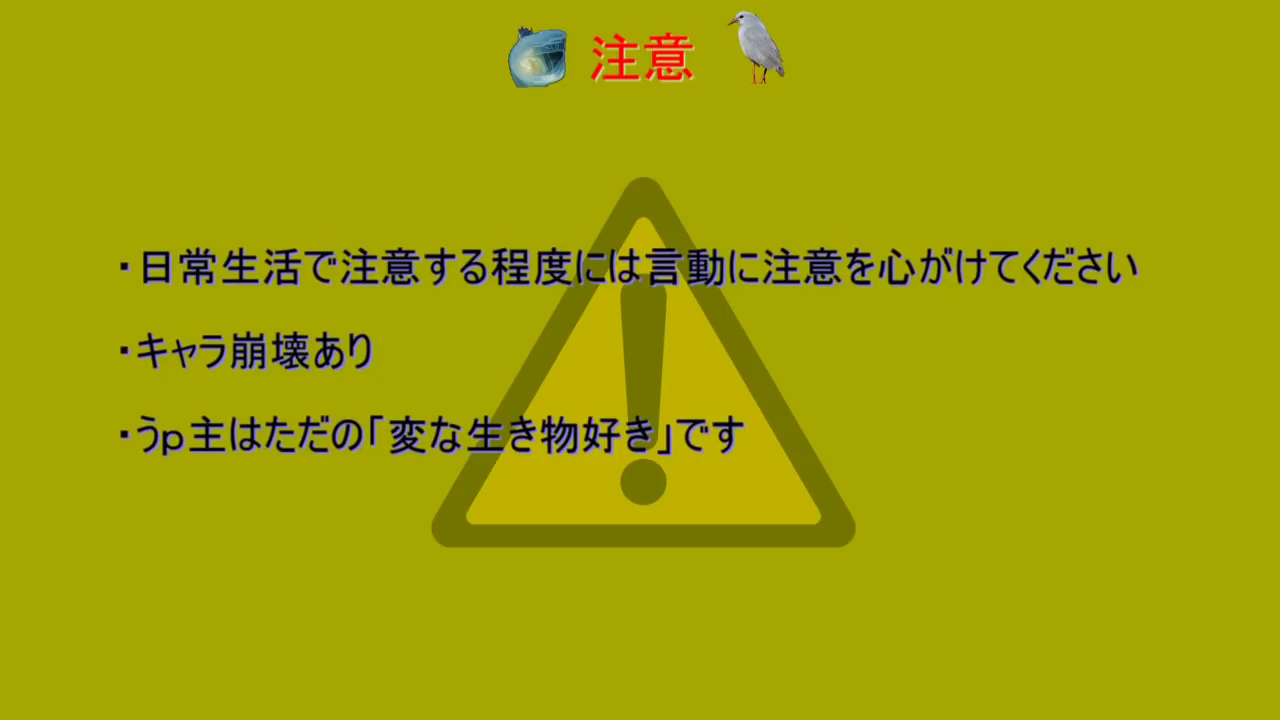 注意
・日常生活で注意する程度には言動に注意を心がけてください
・キャラ崩壊あり
・うp主はただの「変な生き物好き」です